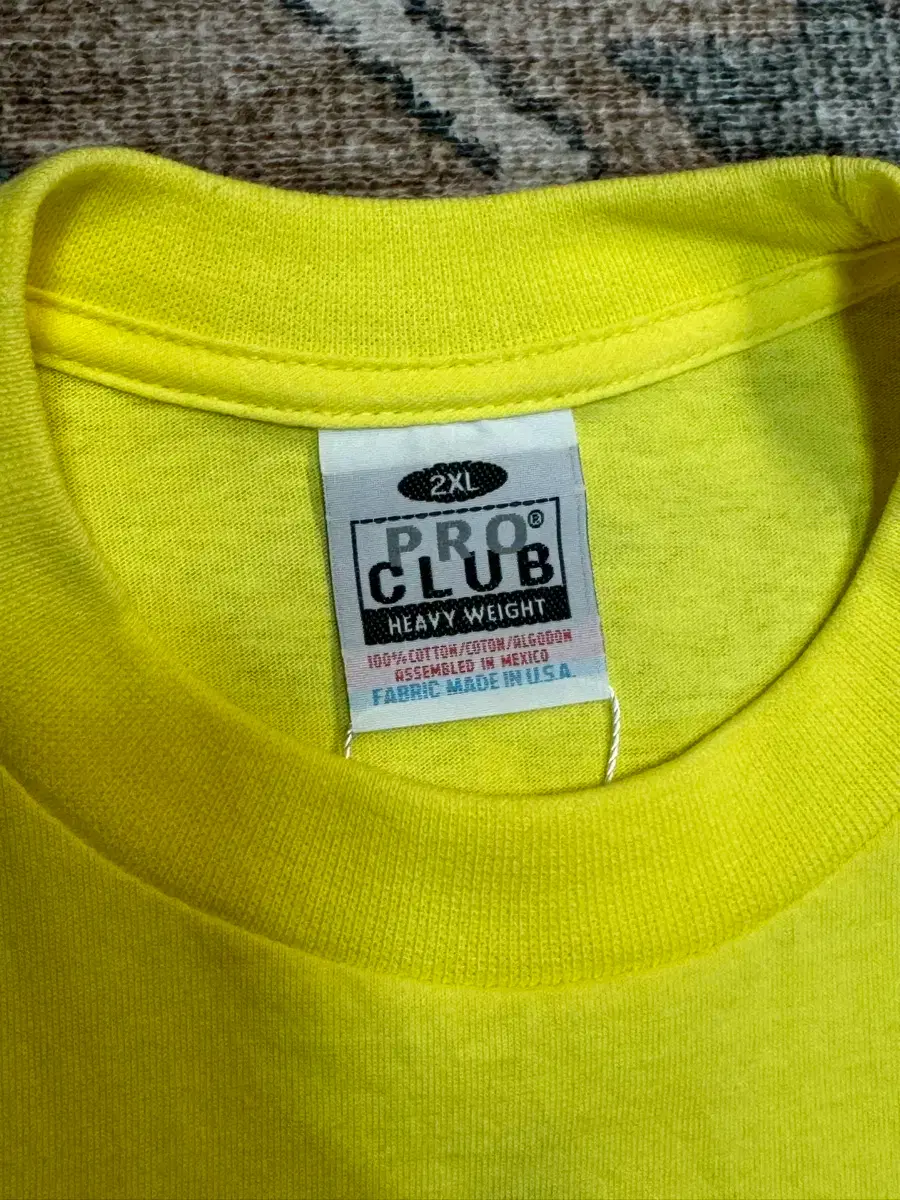 2XL
PRO®
CLUB
HEAVY WEIGHT
100% COTTON/COTON/ALGODON
ASSEMBLED IN MEXICO
FABRIC MADE IN U.S.A.